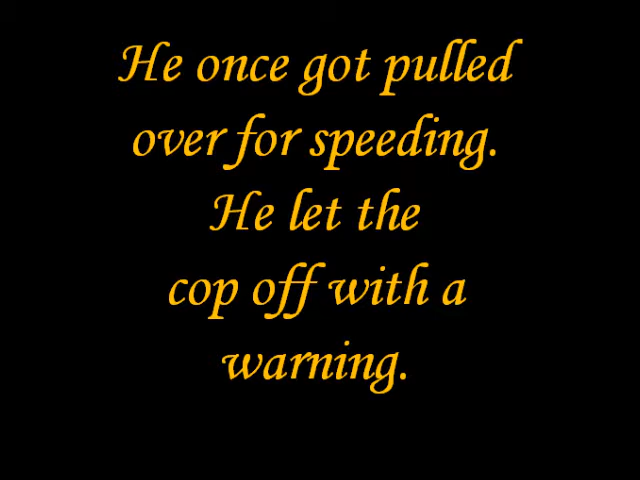 He once got pulled
over for speeding.
He let the
cop off with a
warning.